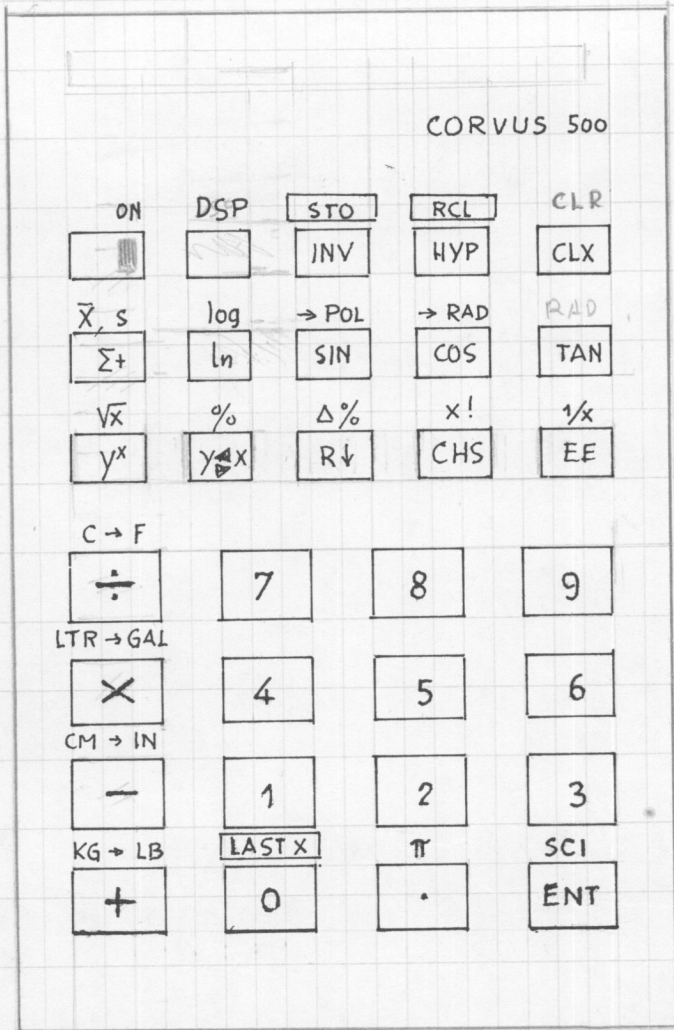 CORVUS 500
ON DSP STO RCL CLR
INV HYP CLX
x̄, s log → POL → RAD RAD
Σ+ ln SIN COS TAN
√x % Δ% x! 1/x
yˣ y⇄x R↓ CHS EE
C → F
÷ 7 8 9
LTR → GAL
× 4 5 6
CM → IN
− 1 2 3
KG → LB LAST X π SCI
+ 0 · ENT